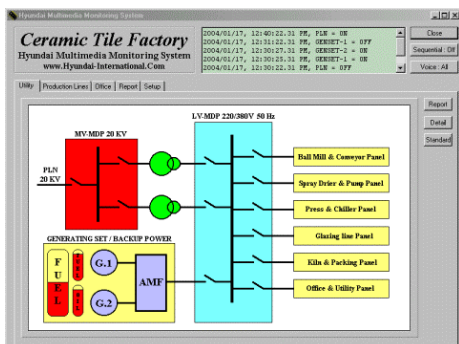 Hyundai Multimedia Monitoring System
Ceramic Tile Factory
Hyundai Multimedia Monitoring System
www.Hyundai-International.Com
2004/01/17, 12:40:22.31 PM, PLN = ON
2004/01/17, 12:31:27.31 PM, GENSET-1 = OFF
2004/01/17, 12:30:27.31 PM, GENSET-2 = ON
2004/01/17, 12:30:25.31 PM, GENSET-1 = ON
2004/01/17, 12:30:22.31 PM, PLN = OFF
Close
Sequential : Off
Voice : All
Utility
Production Lines
Office
Report
Setup
Report
Detail
Standard
LV-MDP 220/380V 50 Hz
MV-MDP 20 KV
PLN
20 KV
Ball Mill & Conveyor Panel
Spray Drier & Pump Panel
Press & Chiller Panel
Glazing line Panel
Kiln & Packing Panel
Office & Utility Panel
GENERATING SET / BACKUP POWER
FUEL
G.1
G.2
AMF